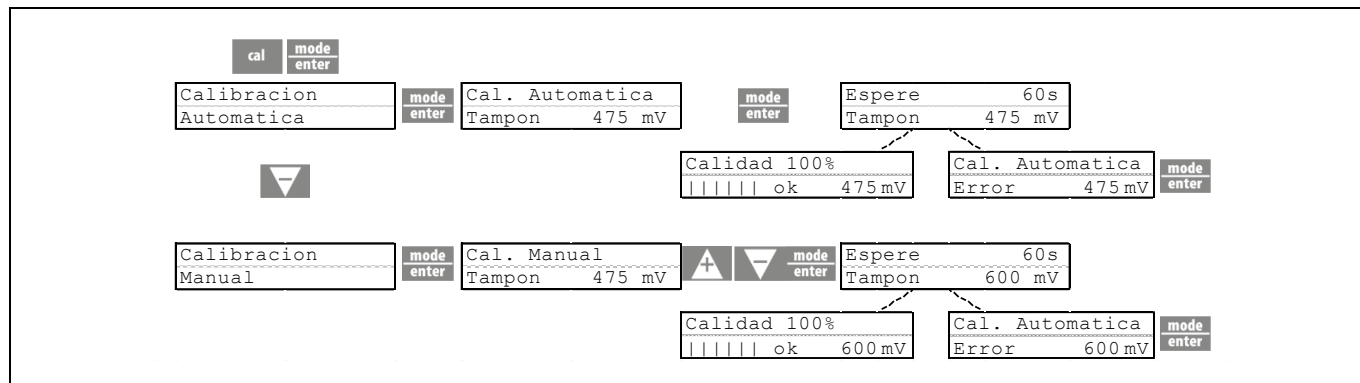 cal mode enter
Calibracion
Automatica
mode enter
Cal. Automatica
Tampon 475 mV
mode enter
Espere 60s
Tampon 475 mV
Calidad 100%
|||||| ok 475mV
Cal. Automatica
Error 475mV
mode enter
−
Calibracion
Manual
mode enter
Cal. Manual
Tampon 475 mV
+ − mode enter
Espere 60s
Tampon 600 mV
Calidad 100%
|||||| ok 600mV
Cal. Automatica
Error 600mV
mode enter